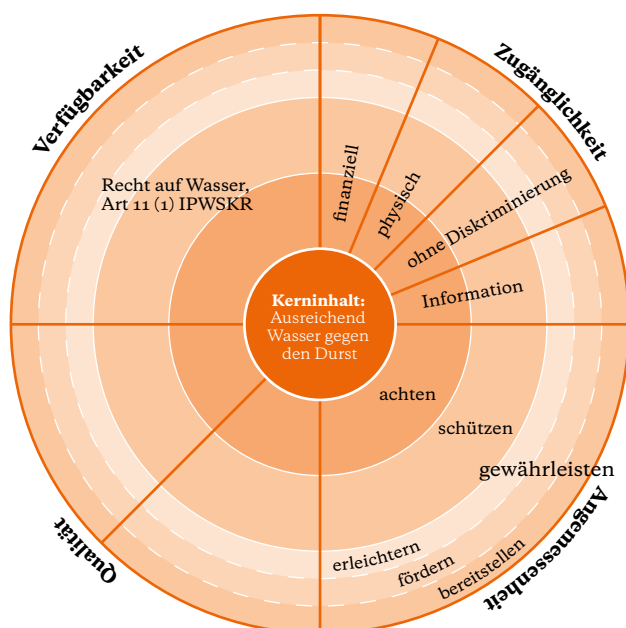 Verfügbarkeit
Zugänglichkeit
finanziell
physisch
ohne Diskriminierung
Information
Recht auf Wasser,
Art 11 (1) IPWSKR
Kerninhalt:
Ausreichend
Wasser gegen
den Durst
achten
schützen
gewährleisten
erleichtern
fördern
bereitstellen
Qualität
Angemessenheit